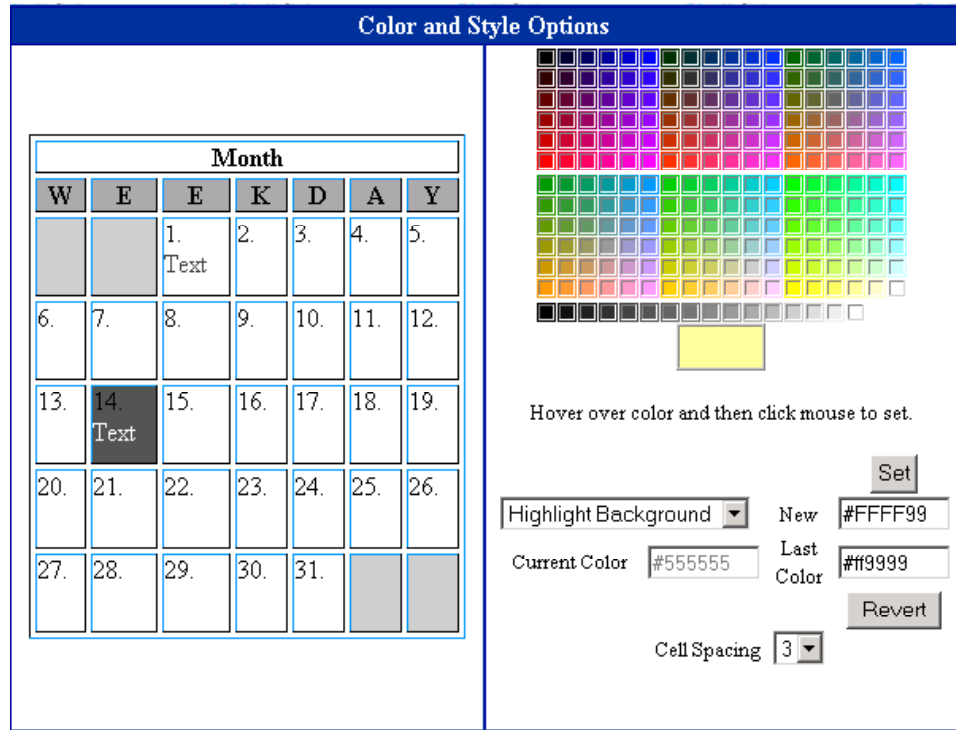 Color and Style Options
Month
W E E K D A Y
1. 2. 3. 4. 5.
Text
6. 7. 8. 9. 10. 11. 12.
13. 14. 15. 16. 17. 18. 19.
Text
20. 21. 22. 23. 24. 25. 26.
27. 28. 29. 30. 31.
Hover over color and then click mouse to set.
Set
Highlight Background New #FFFF99
Current Color #555555 Last Color #ff9999
Revert
Cell Spacing 3